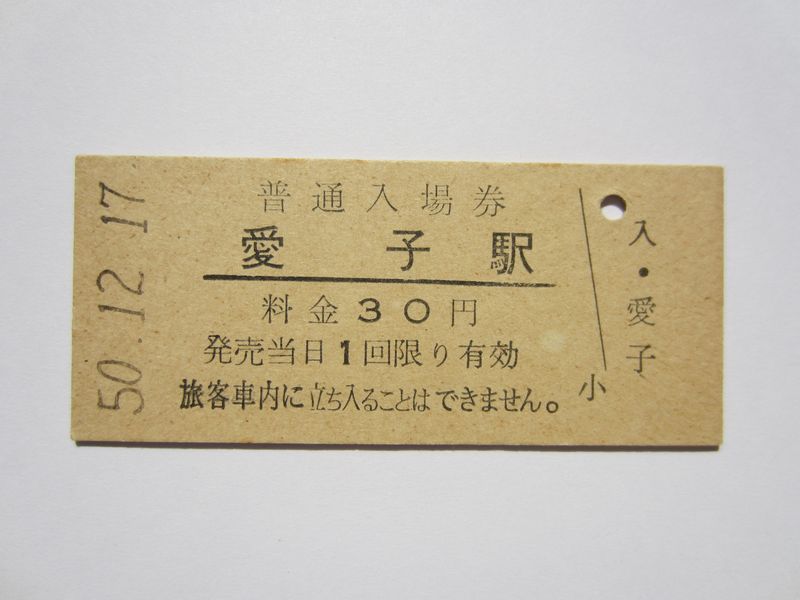 50.12.17
普通入場券
愛子駅
料金30円
発売当日1回限り有効
旅客車内に立ち入ることはできません。
小
入・愛子